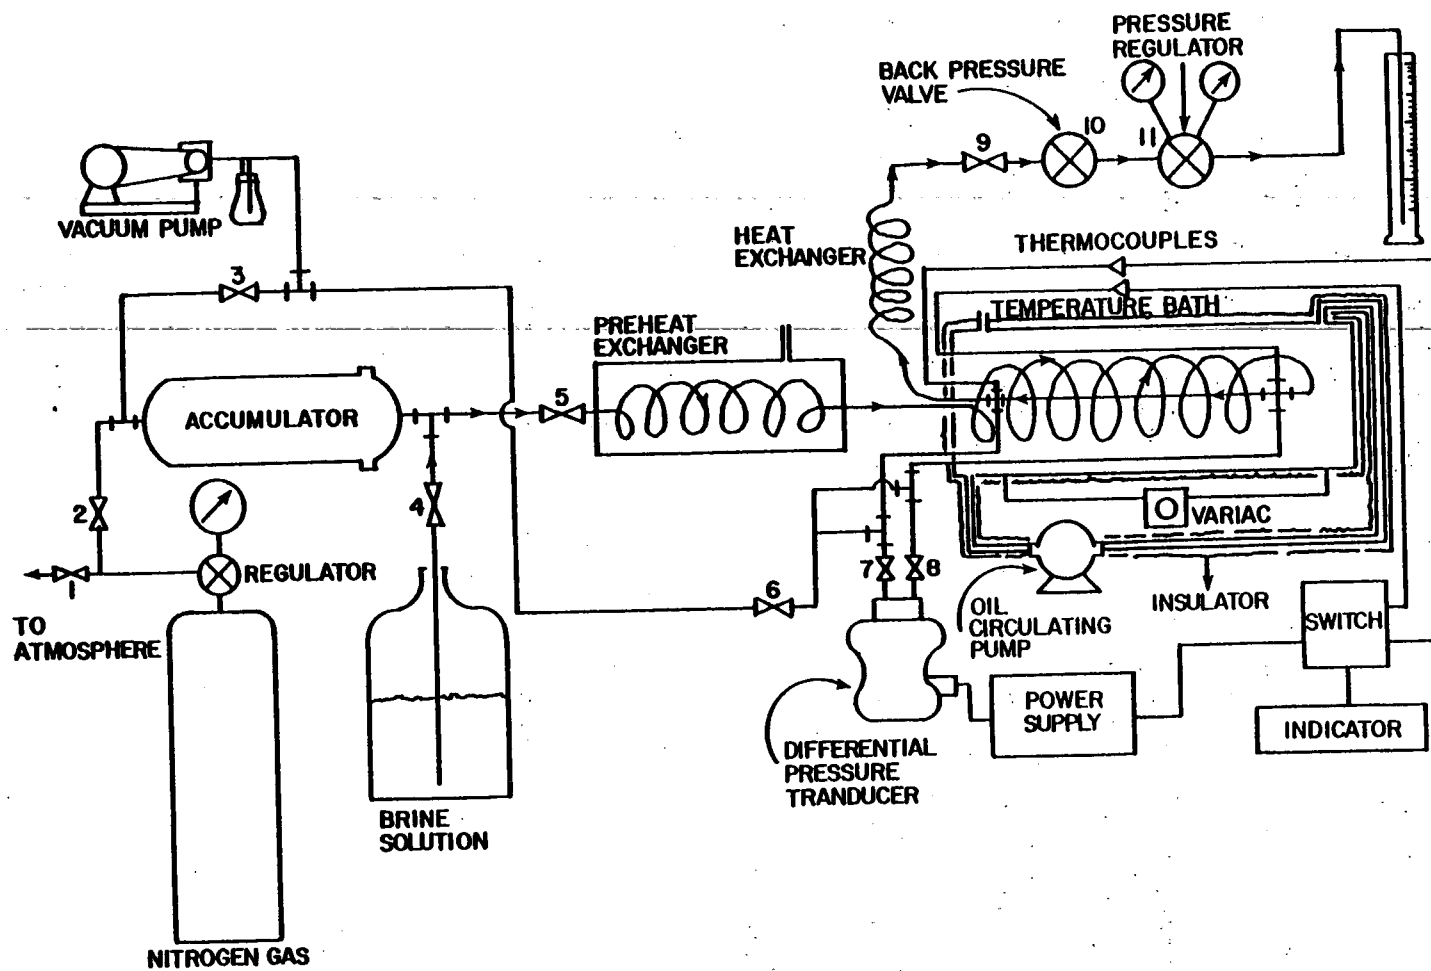 PRESSURE
REGULATOR
BACK PRESSURE
VALVE
10
11
9
VACUUM PUMP
HEAT
EXCHANGER
THERMOCOUPLES
3
TEMPERATURE BATH
PREHEAT
EXCHANGER
ACCUMULATOR
5
2
4
VARIAC
REGULATOR
7
8
1
6
TO
ATMOSPHERE
OIL
CIRCULATING
PUMP
INSULATOR
SWITCH
POWER
SUPPLY
INDICATOR
DIFFERENTIAL
PRESSURE
TRANDUCER
BRINE
SOLUTION
NITROGEN GAS